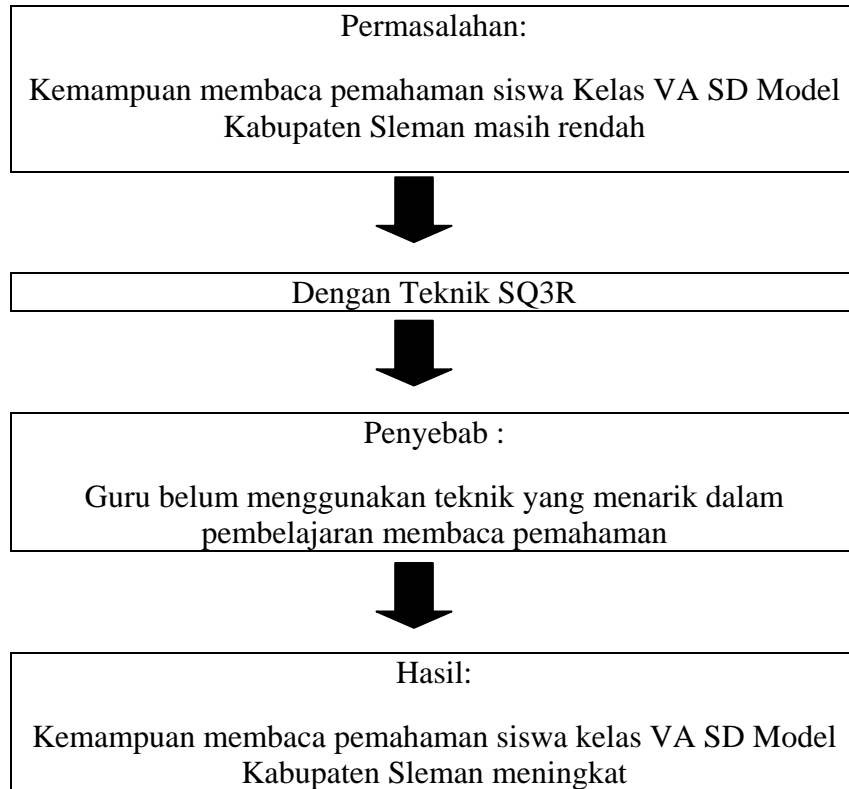 Permasalahan:
Kemampuan membaca pemahaman siswa Kelas VA SD Model
Kabupaten Sleman masih rendah
Dengan Teknik SQ3R
Penyebab :
Guru belum menggunakan teknik yang menarik dalam
pembelajaran membaca pemahaman
Hasil:
Kemampuan membaca pemahaman siswa kelas VA SD Model
Kabupaten Sleman meningkat